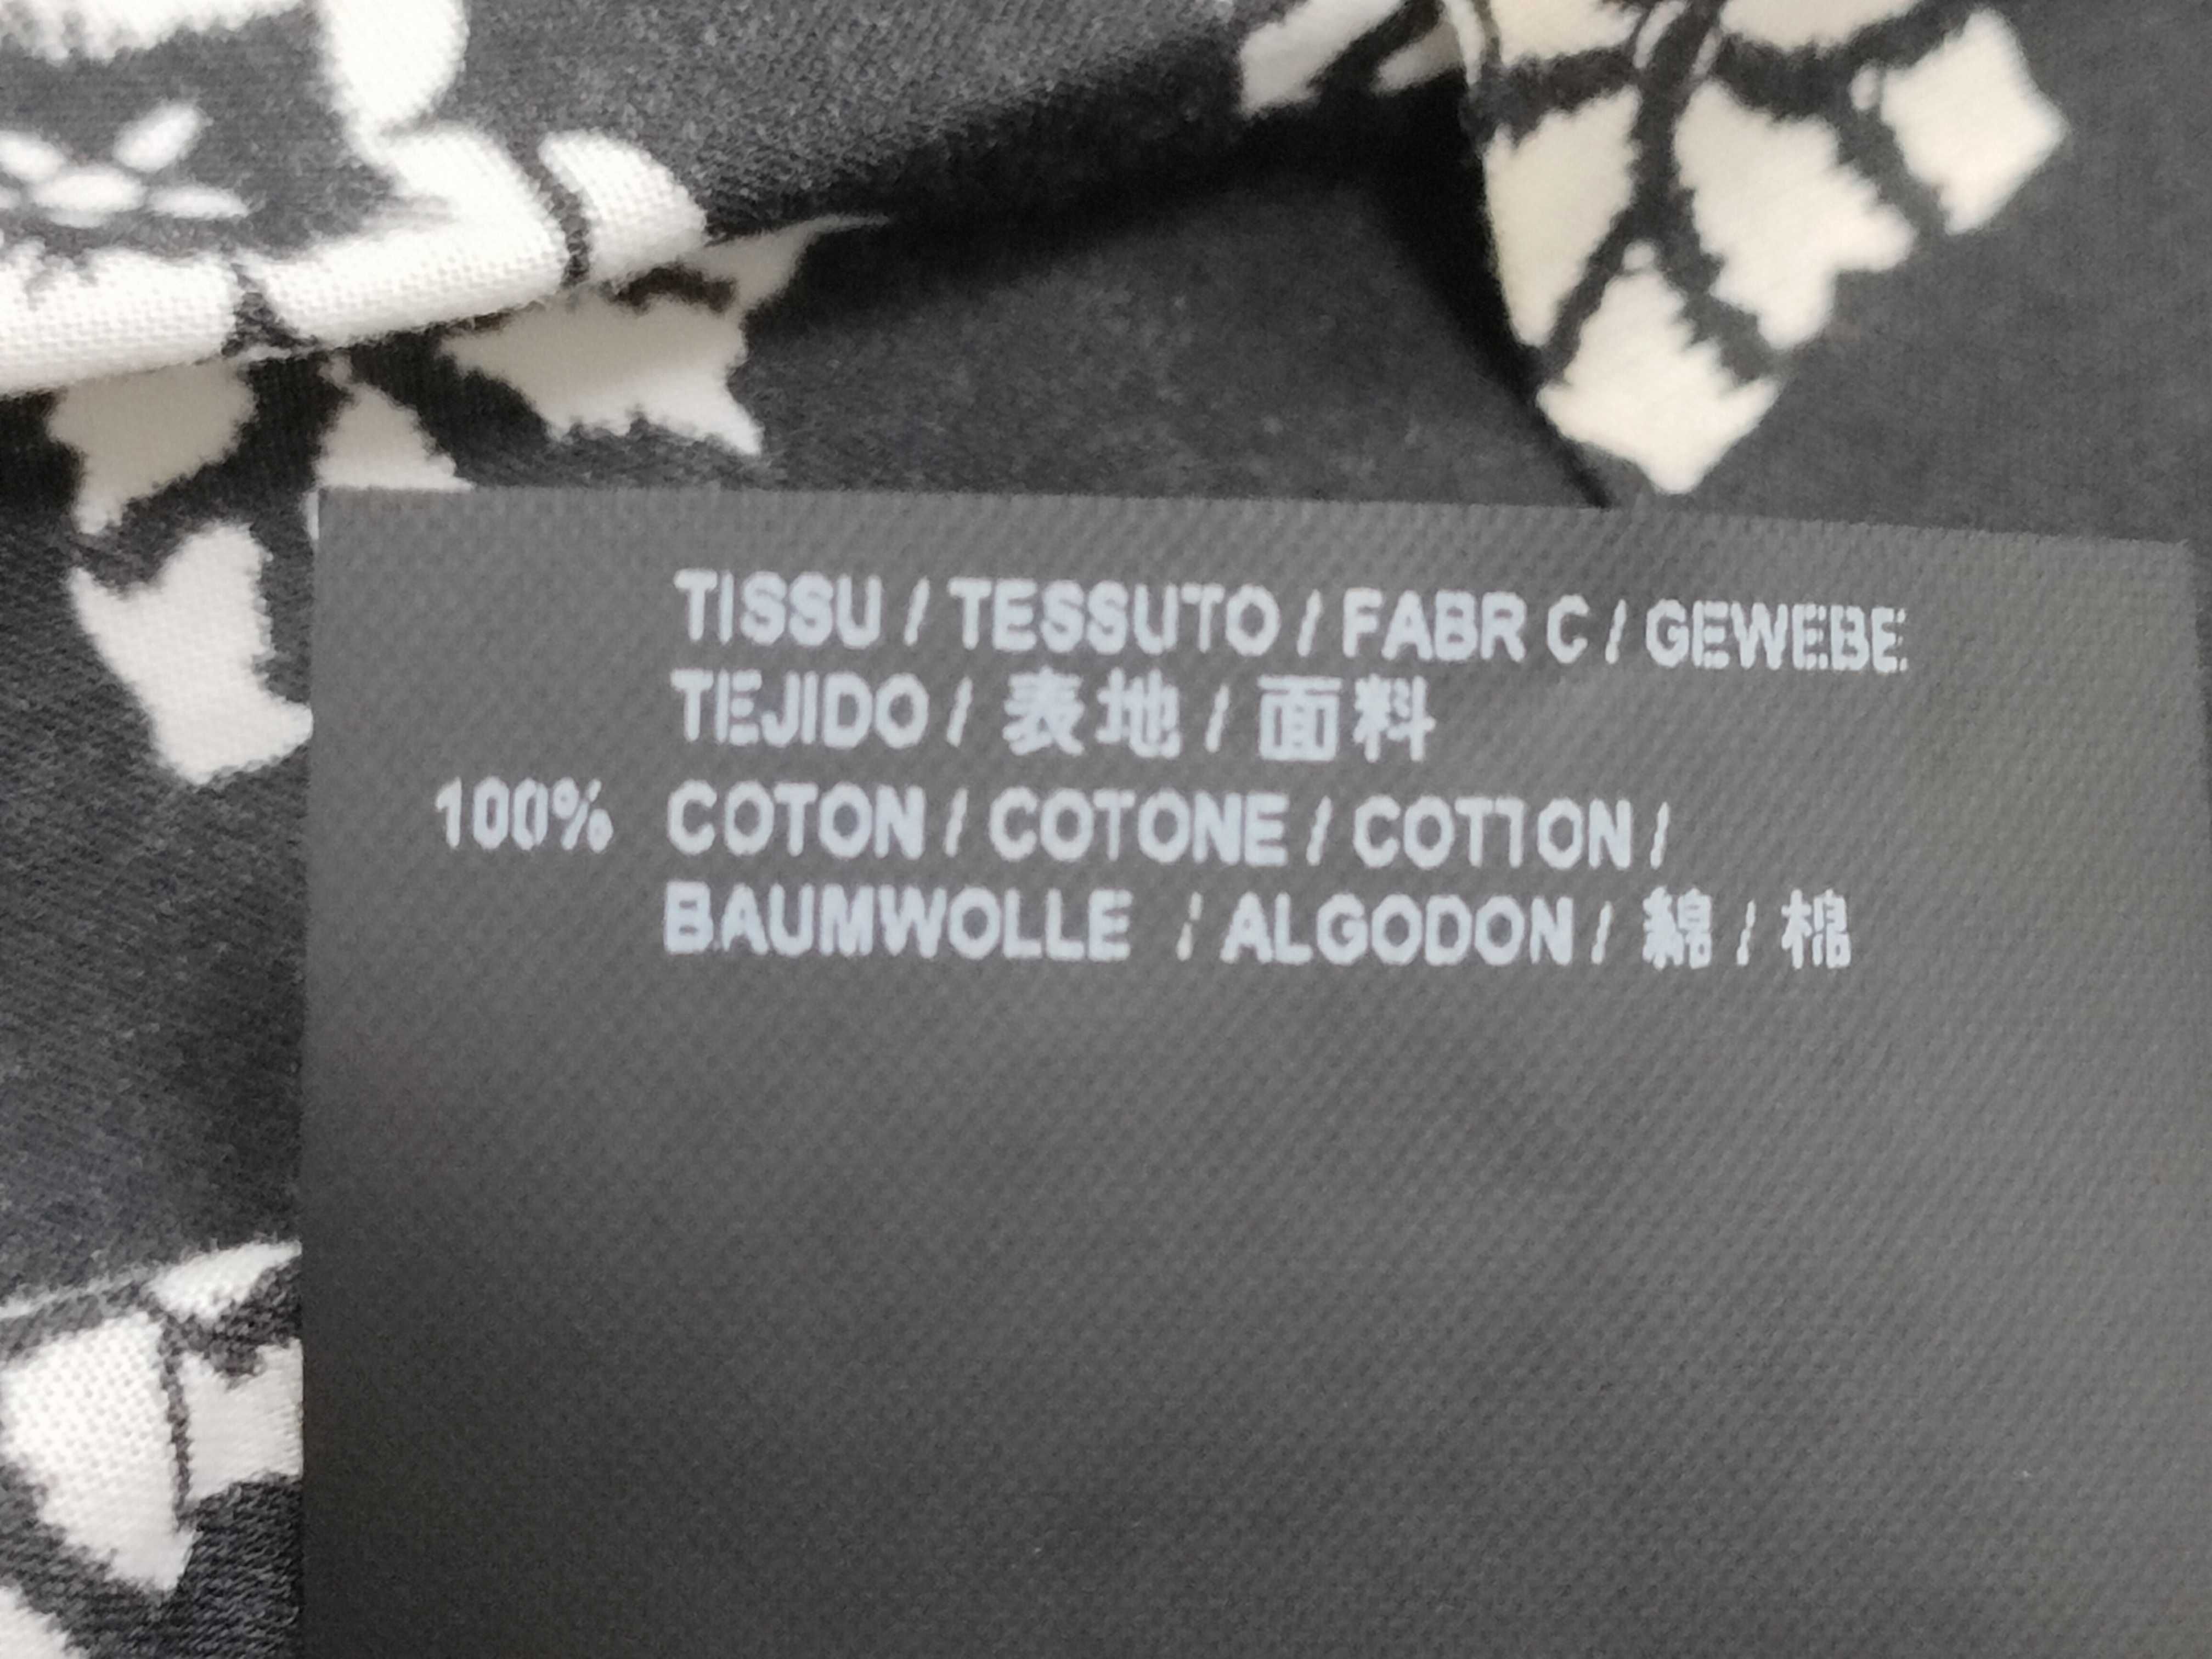 TISSU / TESSUTO / FABR C / GEWEBE
TEJIDO / 表地 / 面料
100% COTON / COTONE / COTTON /
BAUMWOLLE / ALGODON / 綿 / 棉